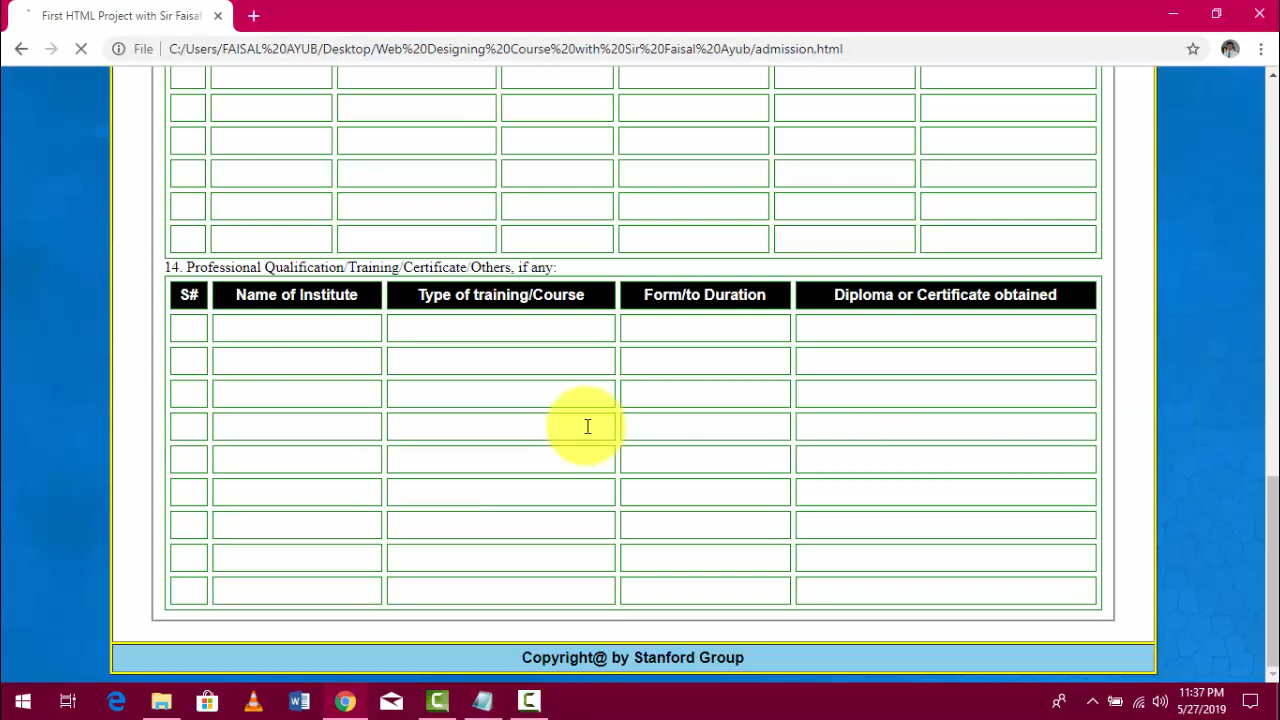 First HTML Project with Sir Faisal
File
C:/Users/FAISAL%20AYUB/Desktop/Web%20Designing%20Course%20with%20Sir%20Faisal%20Ayub/admission.html
14. Professional Qualification/Training/Certificate/Others, if any:
S# Name of Institute Type of training/Course Form/to Duration Diploma or Certificate obtained
Copyright@ by Stanford Group
11:37 PM
5/27/2019